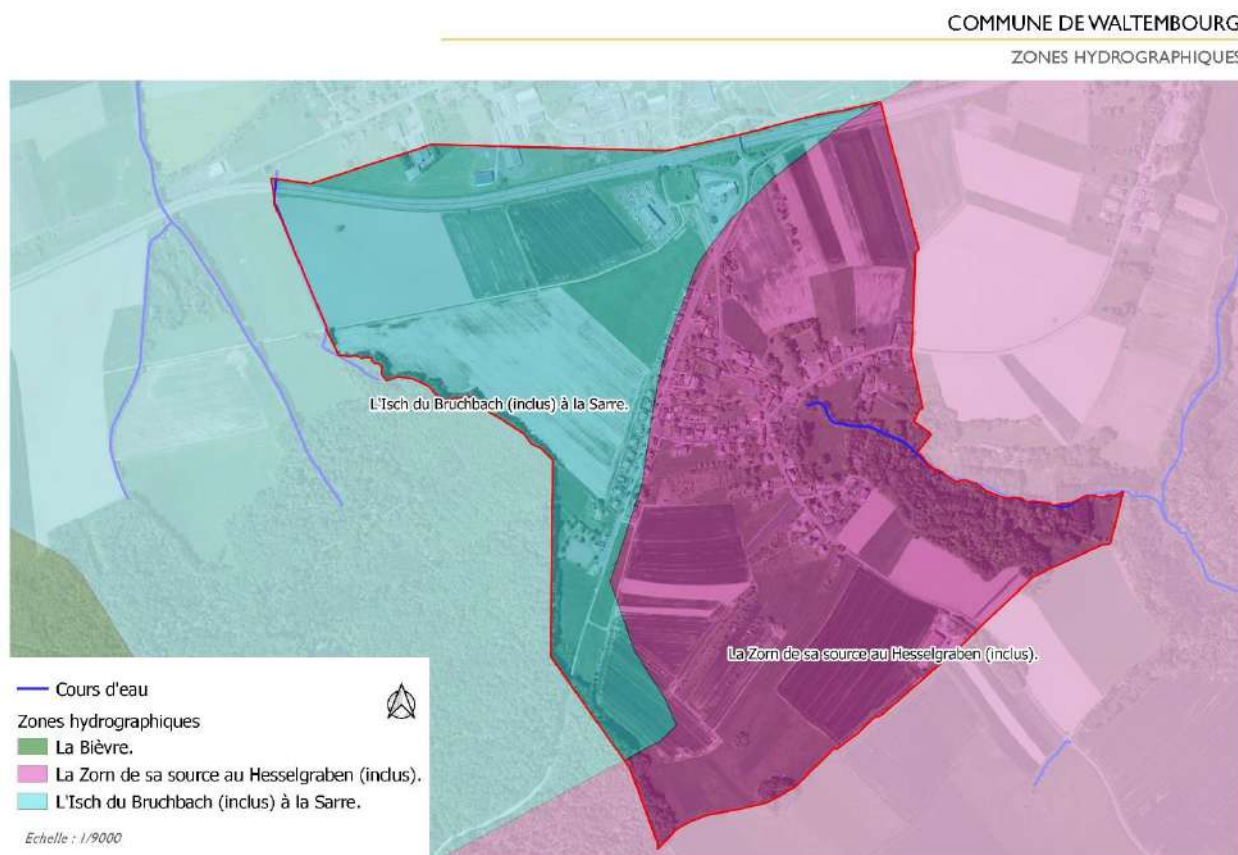 COMMUNE DE WALTEMBOURG
ZONES HYDROGRAPHIQUES
L'Isch du Bruchbach (inclus) à la Sarre.
La Zorn de sa source au Hesselgraben (inclus).
Cours d'eau
Zones hydrographiques
La Bièvre.
La Zorn de sa source au Hesselgraben (inclus).
L'Isch du Bruchbach (inclus) à la Sarre.
Echelle : 1/9000